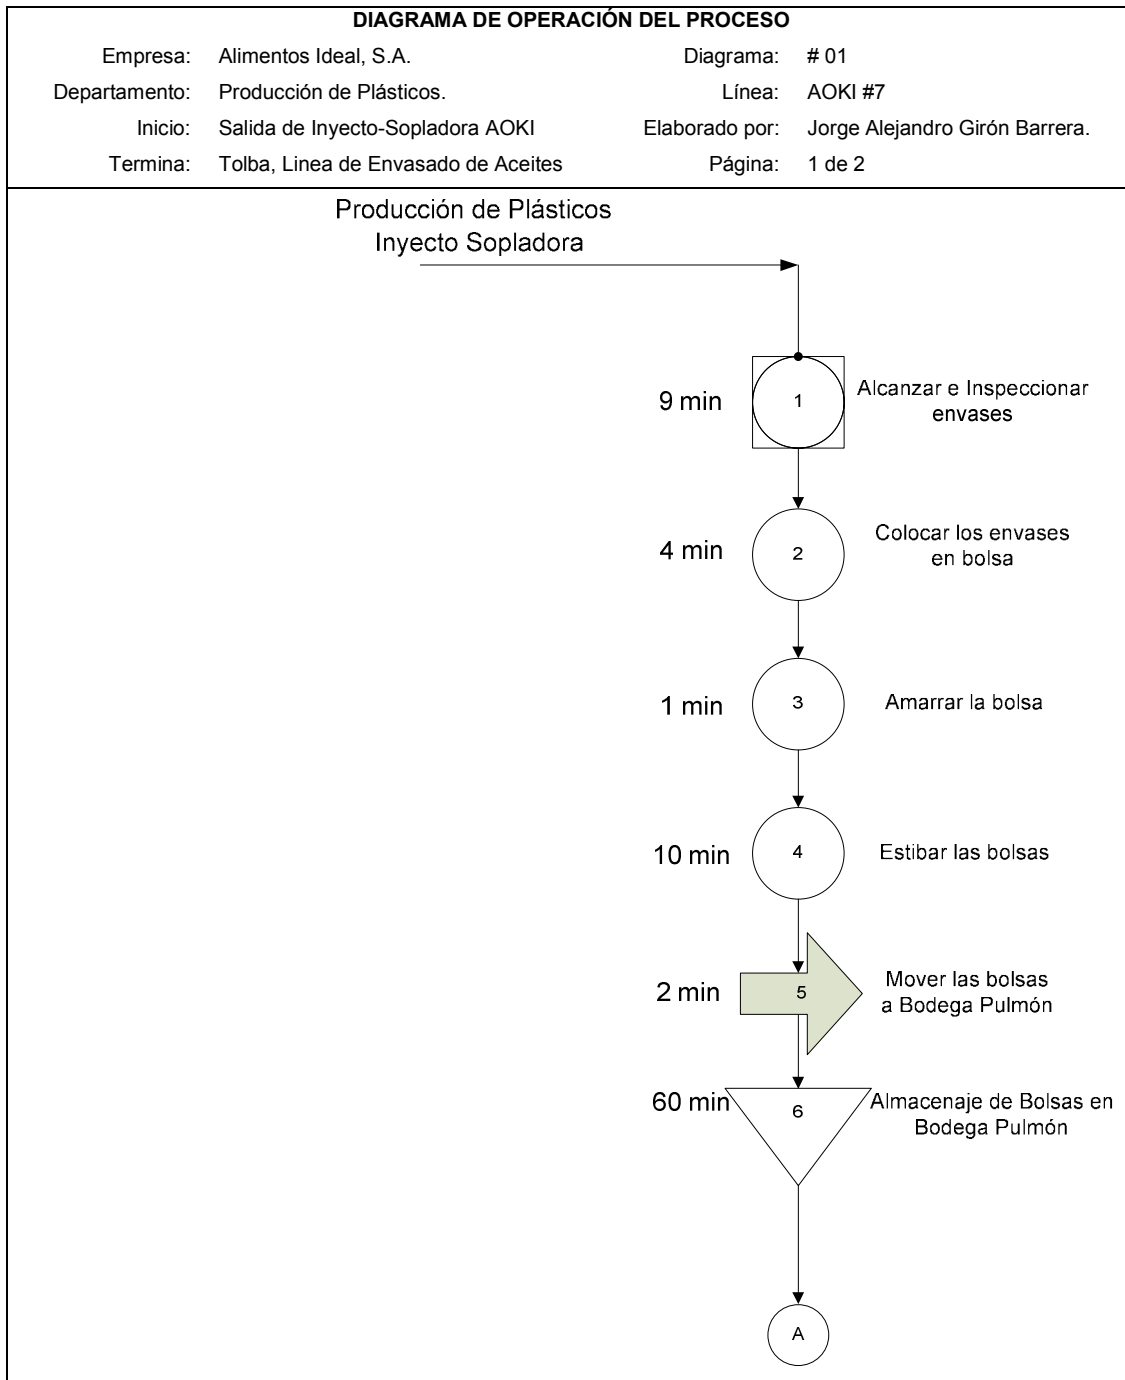 DIAGRAMA DE OPERACIÓN DEL PROCESO
Empresa: Alimentos Ideal, S.A. Diagrama: # 01
Departamento: Producción de Plásticos. Línea: AOKI #7
Inicio: Salida de Inyecto-Sopladora AOKI Elaborado por: Jorge Alejandro Girón Barrera.
Termina: Tolba, Linea de Envasado de Aceites Página: 1 de 2
Producción de Plásticos
Inyecto Sopladora
9 min 1 Alcanzar e Inspeccionar
envases
4 min 2 Colocar los envases
en bolsa
1 min 3 Amarrar la bolsa
10 min 4 Estibar las bolsas
2 min 5 Mover las bolsas
a Bodega Pulmón
60 min 6 Almacenaje de Bolsas en
Bodega Pulmón
A